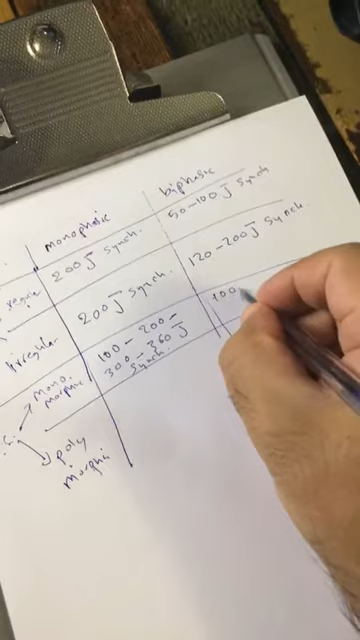 monophasic
biphasic
regular
200 J Synch.
50-100 J Synch
Irregular
200 J Synch.
120-200 J Synch.
mono
morphic
100 - 200 -
300 - 360 J
Synch.
100
poly
morphic